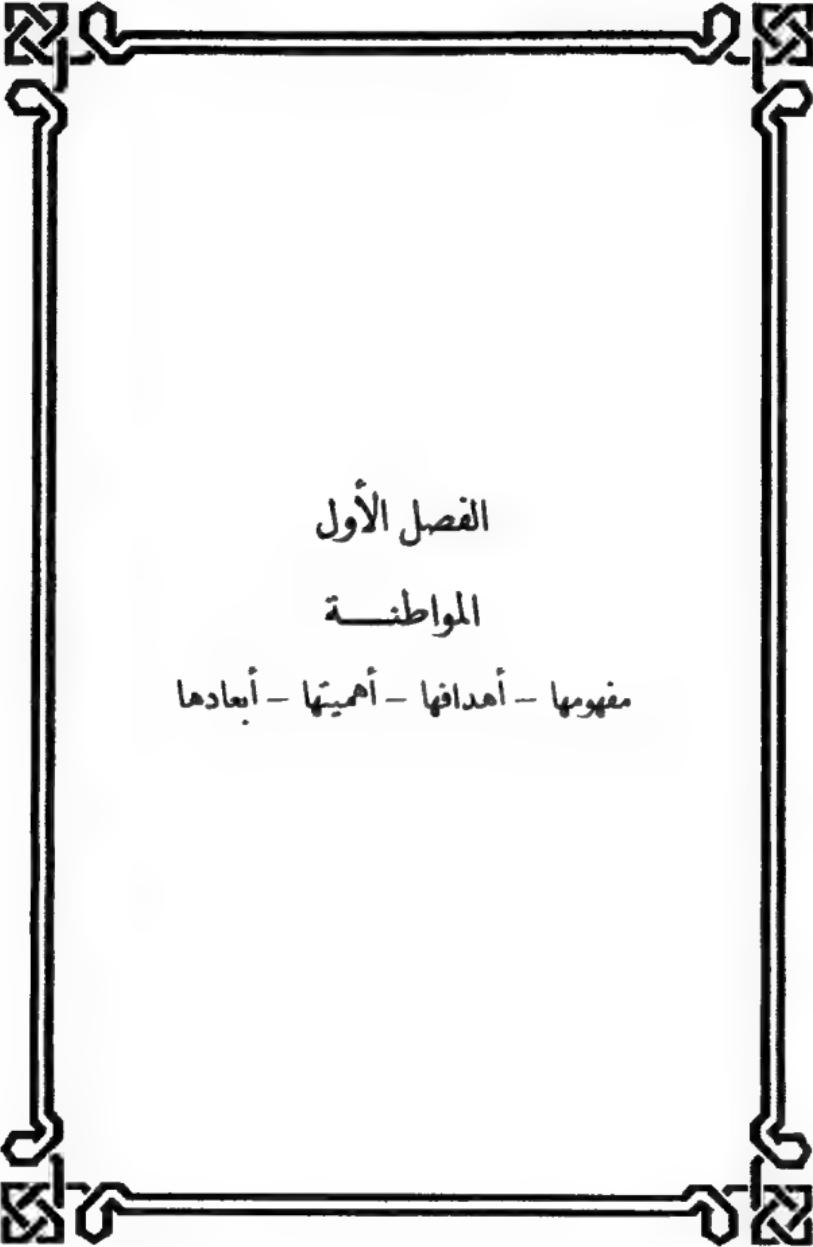 الفصل الأول
المواطنـــة
مفهومها – أهدافها – أهميتها – أبعادها